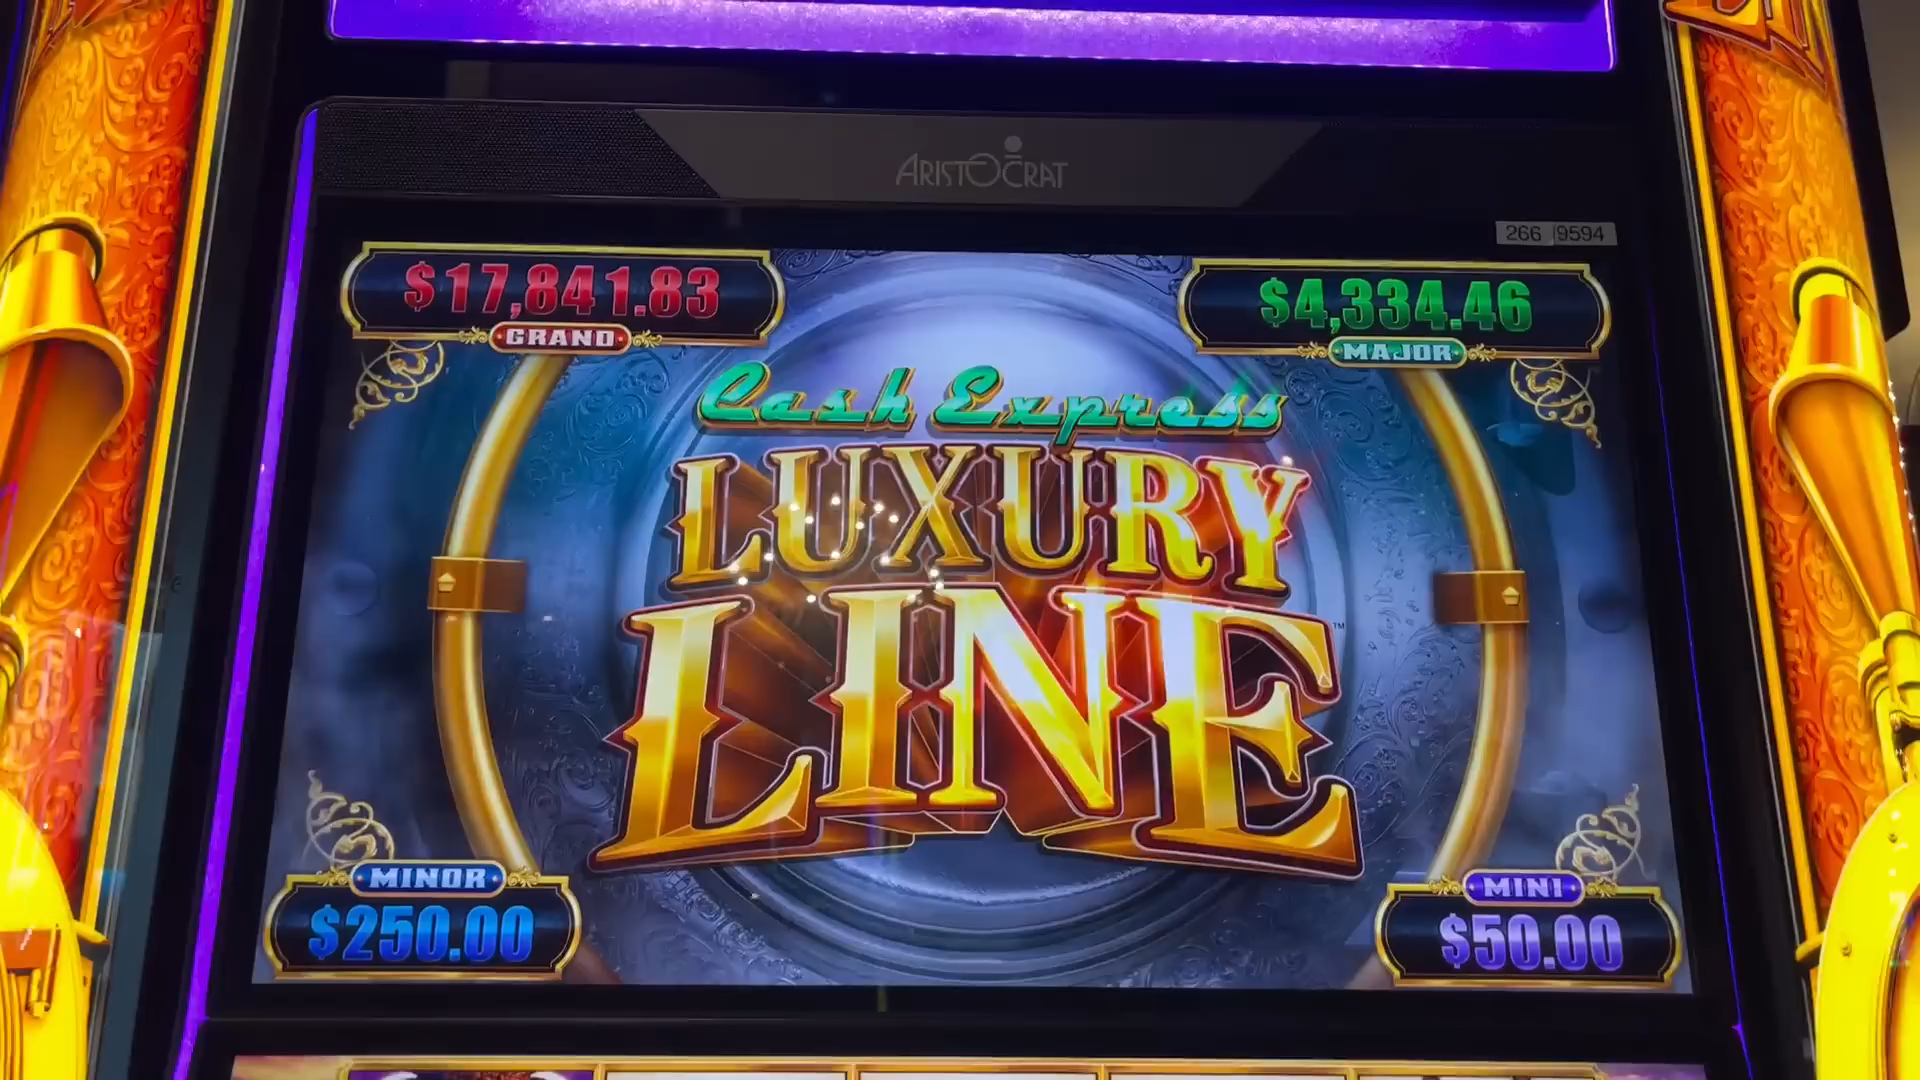 ARISTOCRAT
266 9594
$17,841.83
GRAND
$4,334.46
MAJOR
Cash Express
LUXURY
LINE™
MINOR
$250.00
MINI
$50.00